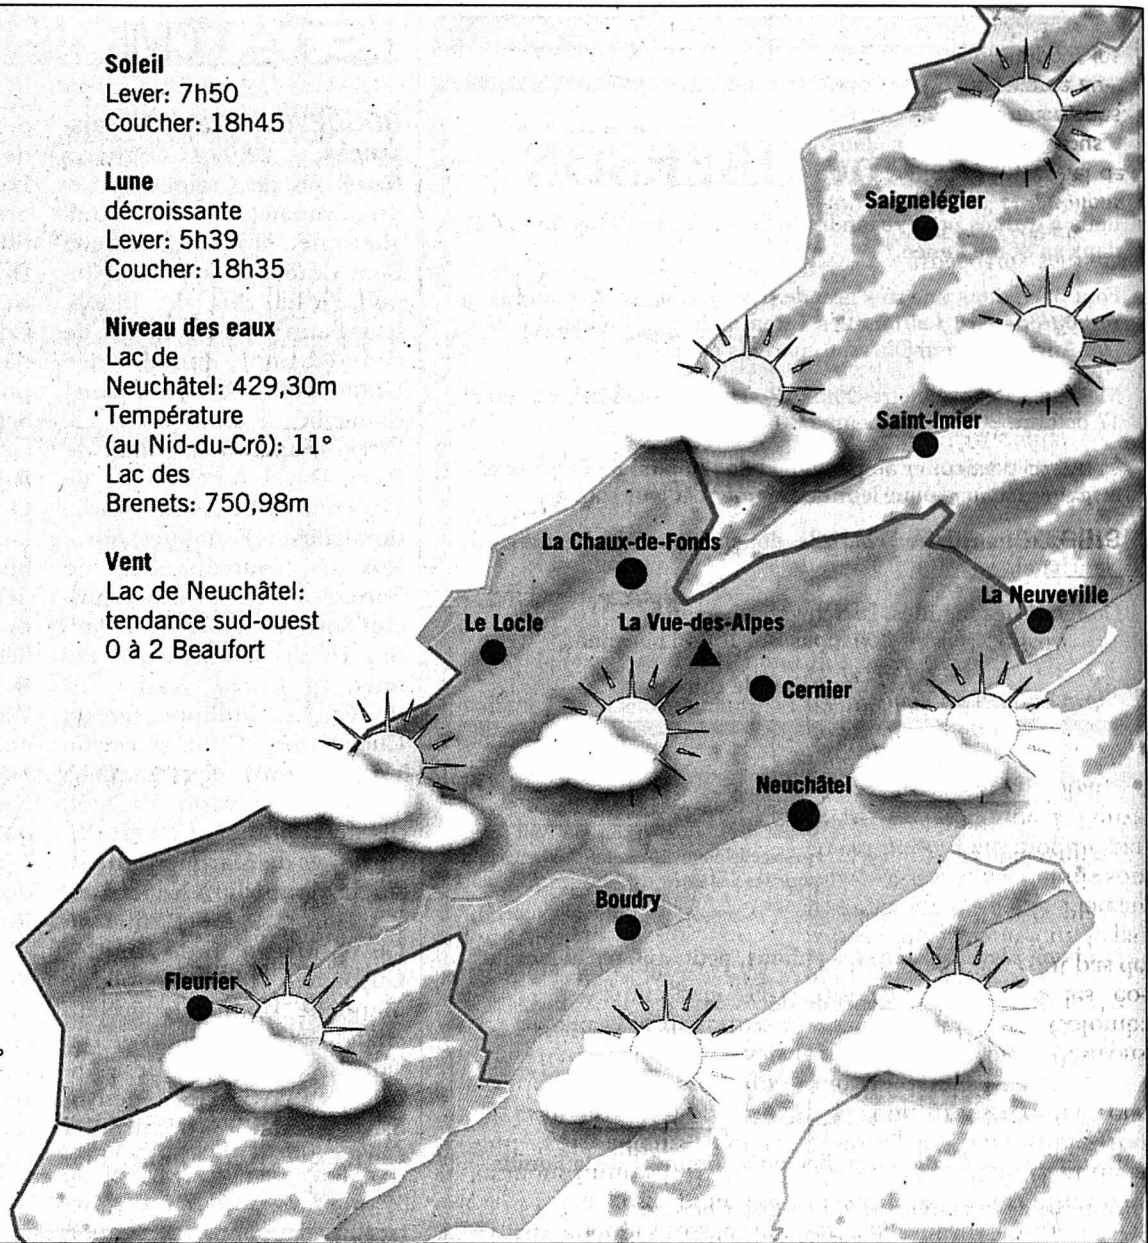 Soleil
Lever: 7h50
Coucher: 18h45
Lune
décroissante
Lever: 5h39
Coucher: 18h35
Niveau des eaux
Lac de
Neuchâtel: 429,30m
Température
(au Nid-du-Crô): 11°
Lac des
Brenets: 750,98m
Vent
Lac de Neuchâtel:
tendance sud-ouest
0 à 2 Beaufort
Saignelégier
Saint-Imier
La Chaux-de-Fonds
La Neuveville
Le Locle
La Vue-des-Alpes
Cernier
Neuchâtel
Boudry
Fleurier